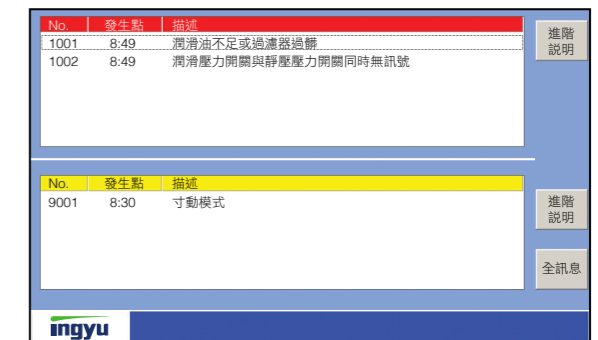 No. 發生點 描述
1001 8:49 潤滑油不足或過濾器過髒
1002 8:49 潤滑壓力開關與靜壓壓力開關同時無訊號
進階
説明
No. 發生點 描述
9001 8:30 寸動模式
進階
説明
全訊息
ingyu